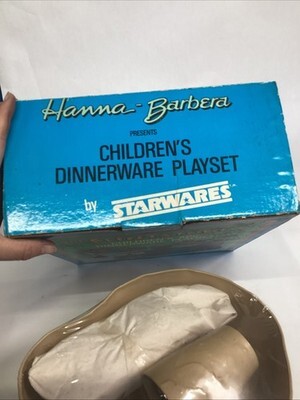 Hanna-Barbera
PRESENTS
CHILDREN'S
DINNERWARE PLAYSET
by STARWARES